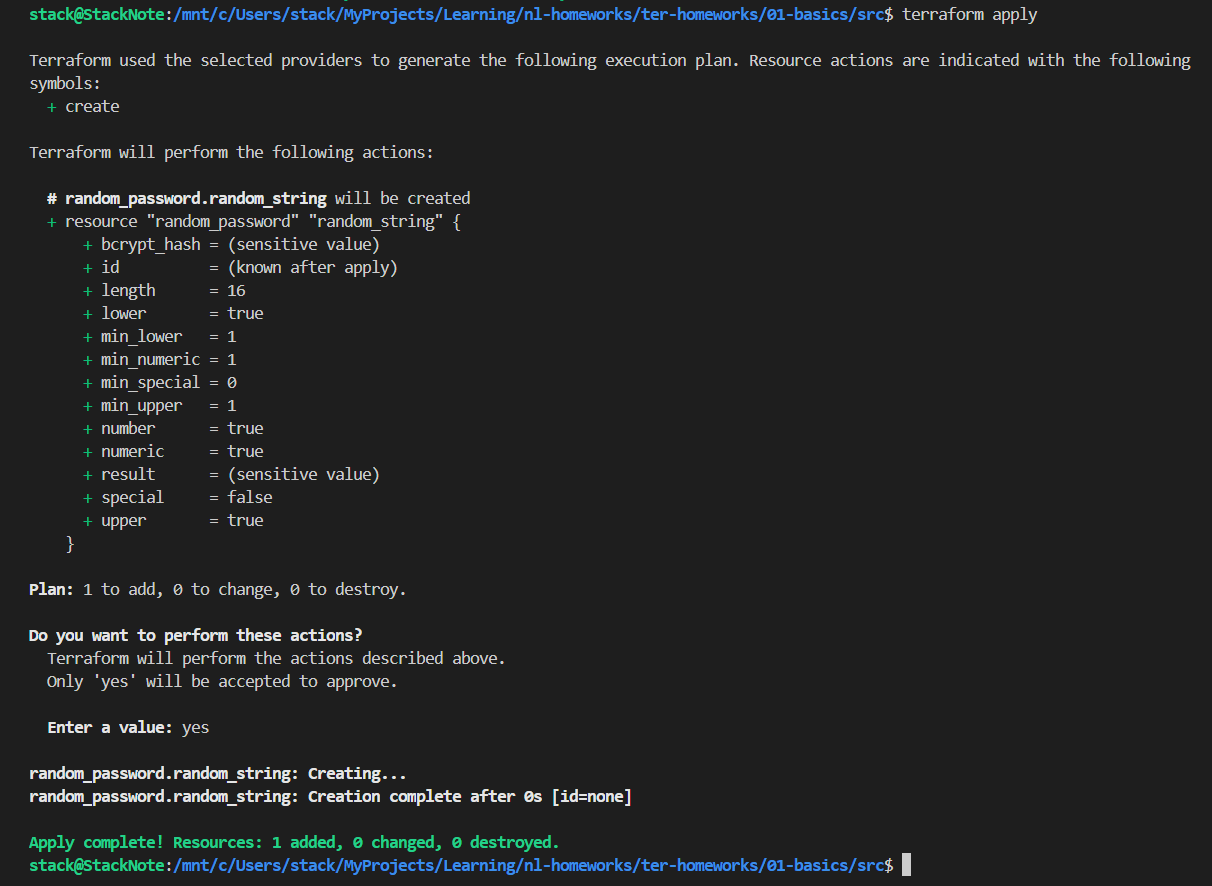 stack@StackNote:/mnt/c/Users/stack/MyProjects/Learning/nl-homeworks/ter-homeworks/01-basics/src$ terraform apply
Terraform used the selected providers to generate the following execution plan. Resource actions are indicated with the following
symbols:
  + create
Terraform will perform the following actions:
  # random_password.random_string will be created
  + resource "random_password" "random_string" {
      + bcrypt_hash = (sensitive value)
      + id          = (known after apply)
      + length      = 16
      + lower       = true
      + min_lower   = 1
      + min_numeric = 1
      + min_special = 0
      + min_upper   = 1
      + number      = true
      + numeric     = true
      + result      = (sensitive value)
      + special     = false
      + upper       = true
    }
Plan: 1 to add, 0 to change, 0 to destroy.
Do you want to perform these actions?
  Terraform will perform the actions described above.
  Only 'yes' will be accepted to approve.
  Enter a value: yes
random_password.random_string: Creating...
random_password.random_string: Creation complete after 0s [id=none]
Apply complete! Resources: 1 added, 0 changed, 0 destroyed.
stack@StackNote:/mnt/c/Users/stack/MyProjects/Learning/nl-homeworks/ter-homeworks/01-basics/src$